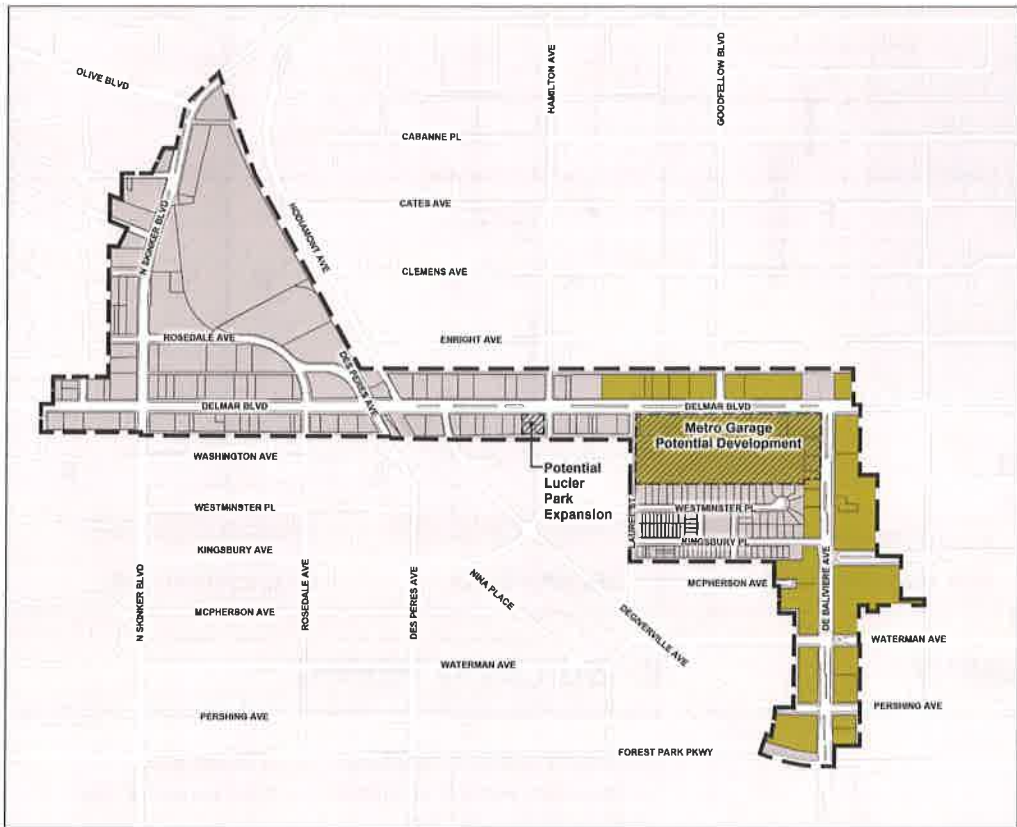 OLIVE BLVD
HAMILTON AVE
GOODFELLOW BLVD
CABANNE PL
CATES AVE
HODIAMONT AVE
N SKINKER BLVD
CLEMENS AVE
ROSEDALE AVE
ENRIGHT AVE
DES PERES AVE
DELMAR BLVD
DELMAR BLVD
Metro Garage
Potential Development
WASHINGTON AVE
Potential
Lucier
Park
Expansion
WESTMINSTER PL
WESTMINSTER PL
LAUREL ST
KINGSBURY AVE
KINGSBURY PL
N SKINKER BLVD
ROSEDALE AVE
DES PERES AVE
NINA PLACE
MCPHERSON AVE
DE BALIVIERE AVE
MCPHERSON AVE
DEGIVERVILLE AVE
WATERMAN AVE
WATERMAN AVE
PERSHING AVE
PERSHING AVE
FOREST PARK PKWY